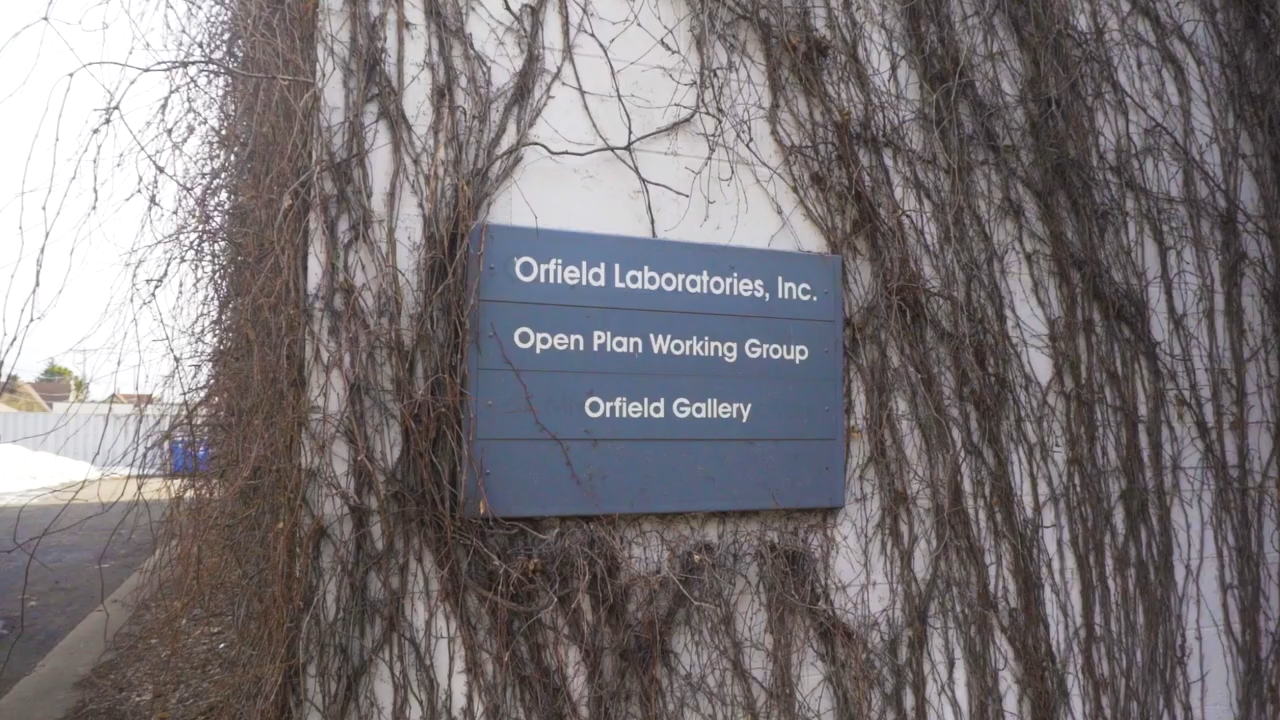 Orfield Laboratories, Inc.
Open Plan Working Group
Orfield Gallery